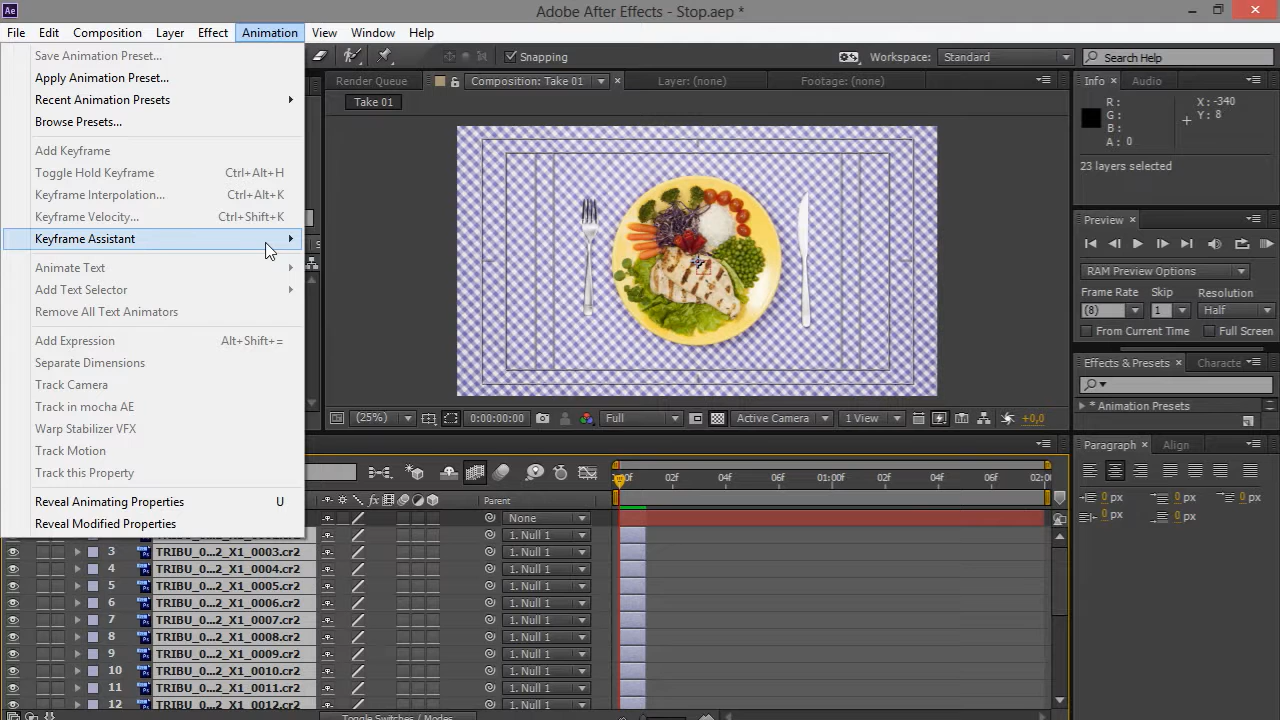 Ae
Adobe After Effects - Stop.aep *
File Edit Composition Layer Effect Animation View Window Help
Save Animation Preset...
Apply Animation Preset...
Recent Animation Presets
Browse Presets...
Add Keyframe
Toggle Hold Keyframe Ctrl+Alt+H
Keyframe Interpolation... Ctrl+Alt+K
Keyframe Velocity... Ctrl+Shift+K
Keyframe Assistant
Animate Text
Add Text Selector
Remove All Text Animators
Add Expression Alt+Shift+=
Separate Dimensions
Track Camera
Track in mocha AE
Warp Stabilizer VFX
Track Motion
Track this Property
Reveal Animating Properties U
Reveal Modified Properties
Snapping
Workspace: Standard
Search Help
Render Queue
Composition: Take 01
Layer: (none)
Footage: (none)
Take 01
(25%) 0:00:00:00 Full Active Camera 1 View +0,0
Info Audio
R: X: -340
G: Y: 8
B:
A: 0
23 layers selected
Preview
RAM Preview Options
Frame Rate Skip Resolution
(8) 1 Half
From Current Time Full Screen
Effects & Presets Characte
* Animation Presets
Paragraph Align
0 px 0 px 0 px
0 px 0 px
02f 04f 06f 01:00f 02f 04f 06f 02:0
fx Parent
None
1. Null 1
3 TRIBU_0...2_X1_0003.cr2 1. Null 1
4 TRIBU_0...2_X1_0004.cr2 1. Null 1
5 TRIBU_0...2_X1_0005.cr2 1. Null 1
6 TRIBU_0...2_X1_0006.cr2 1. Null 1
7 TRIBU_0...2_X1_0007.cr2 1. Null 1
8 TRIBU_0...2_X1_0008.cr2 1. Null 1
9 TRIBU_0...2_X1_0009.cr2 1. Null 1
10 TRIBU_0...2_X1_0010.cr2 1. Null 1
11 TRIBU_0...2_X1_0011.cr2 1. Null 1
12 TRIBU_0...2_X1_0012.cr2 1. Null 1
Toggle Switches / Modes